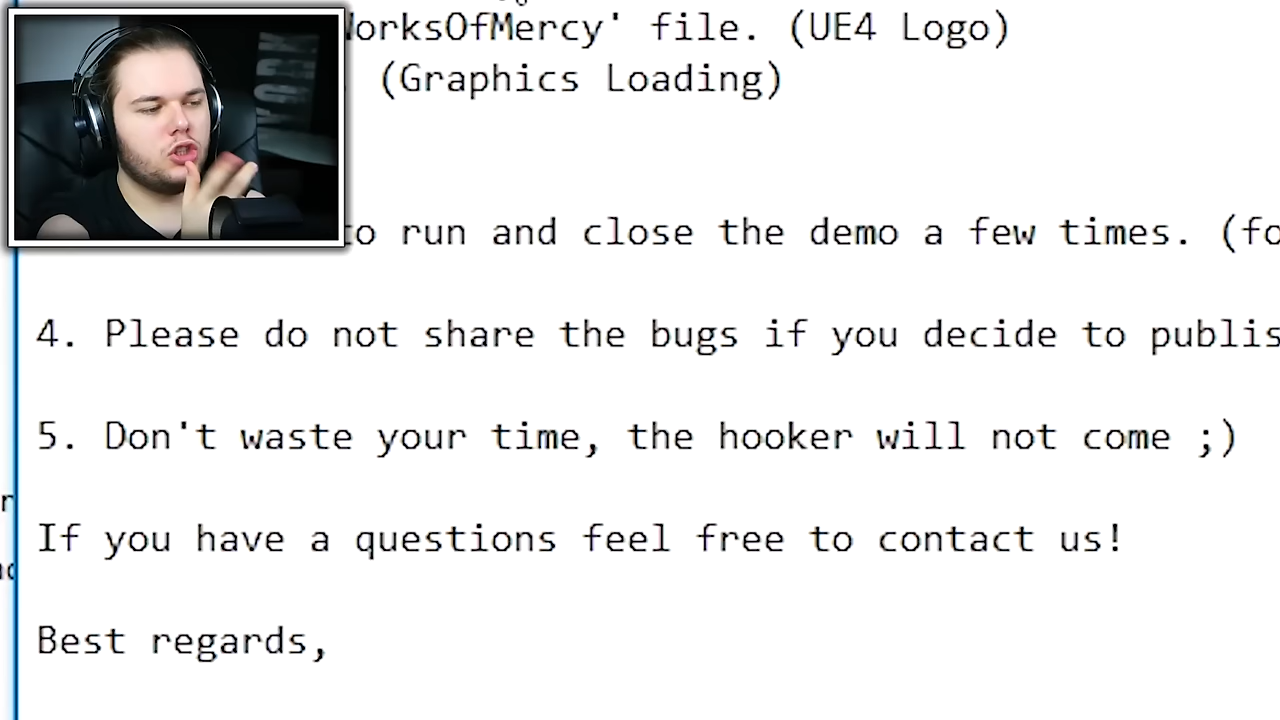 orksOfMercy' file. (UE4 Logo)
(Graphics Loading)
to run and close the demo a few times. (fo
4. Please do not share the bugs if you decide to publis
5. Don't waste your time, the hooker will not come ;)
If you have a questions feel free to contact us!
Best regards,